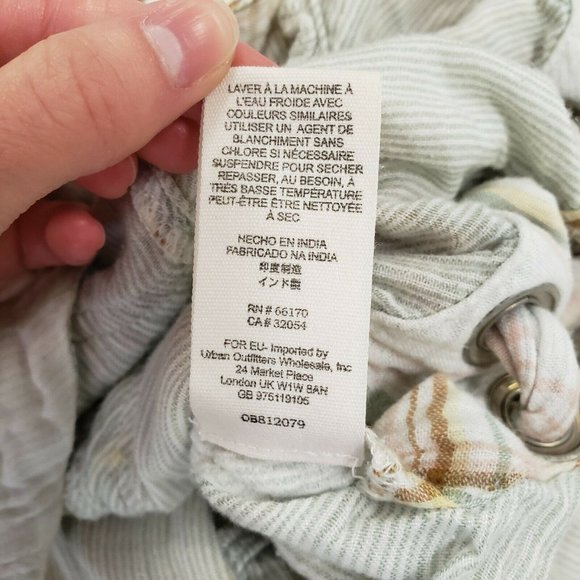 LAVER À LA MACHINE À
L'EAU FROIDE AVEC
COULEURS SIMILAIRES
UTILISER UN AGENT DE
BLANCHIMENT SANS
CHLORE SI NÉCESSAIRE
SUSPENDRE POUR SECHER
REPASSER, AU BESOIN, À
TRÈS BASSE TEMPÉRATURE
PEUT-ÊTRE ÊTRE NETTOYÉE
À SEC
HECHO EN INDIA
FABRICADO NA INDIA
印度制造
インド製
RN # 66170
CA# 32054
FOR EU- Imported by
Urban Outfitters Wholesale, Inc
24 Market Place
London UK W1W 8AN
GB 975119105
OB812079